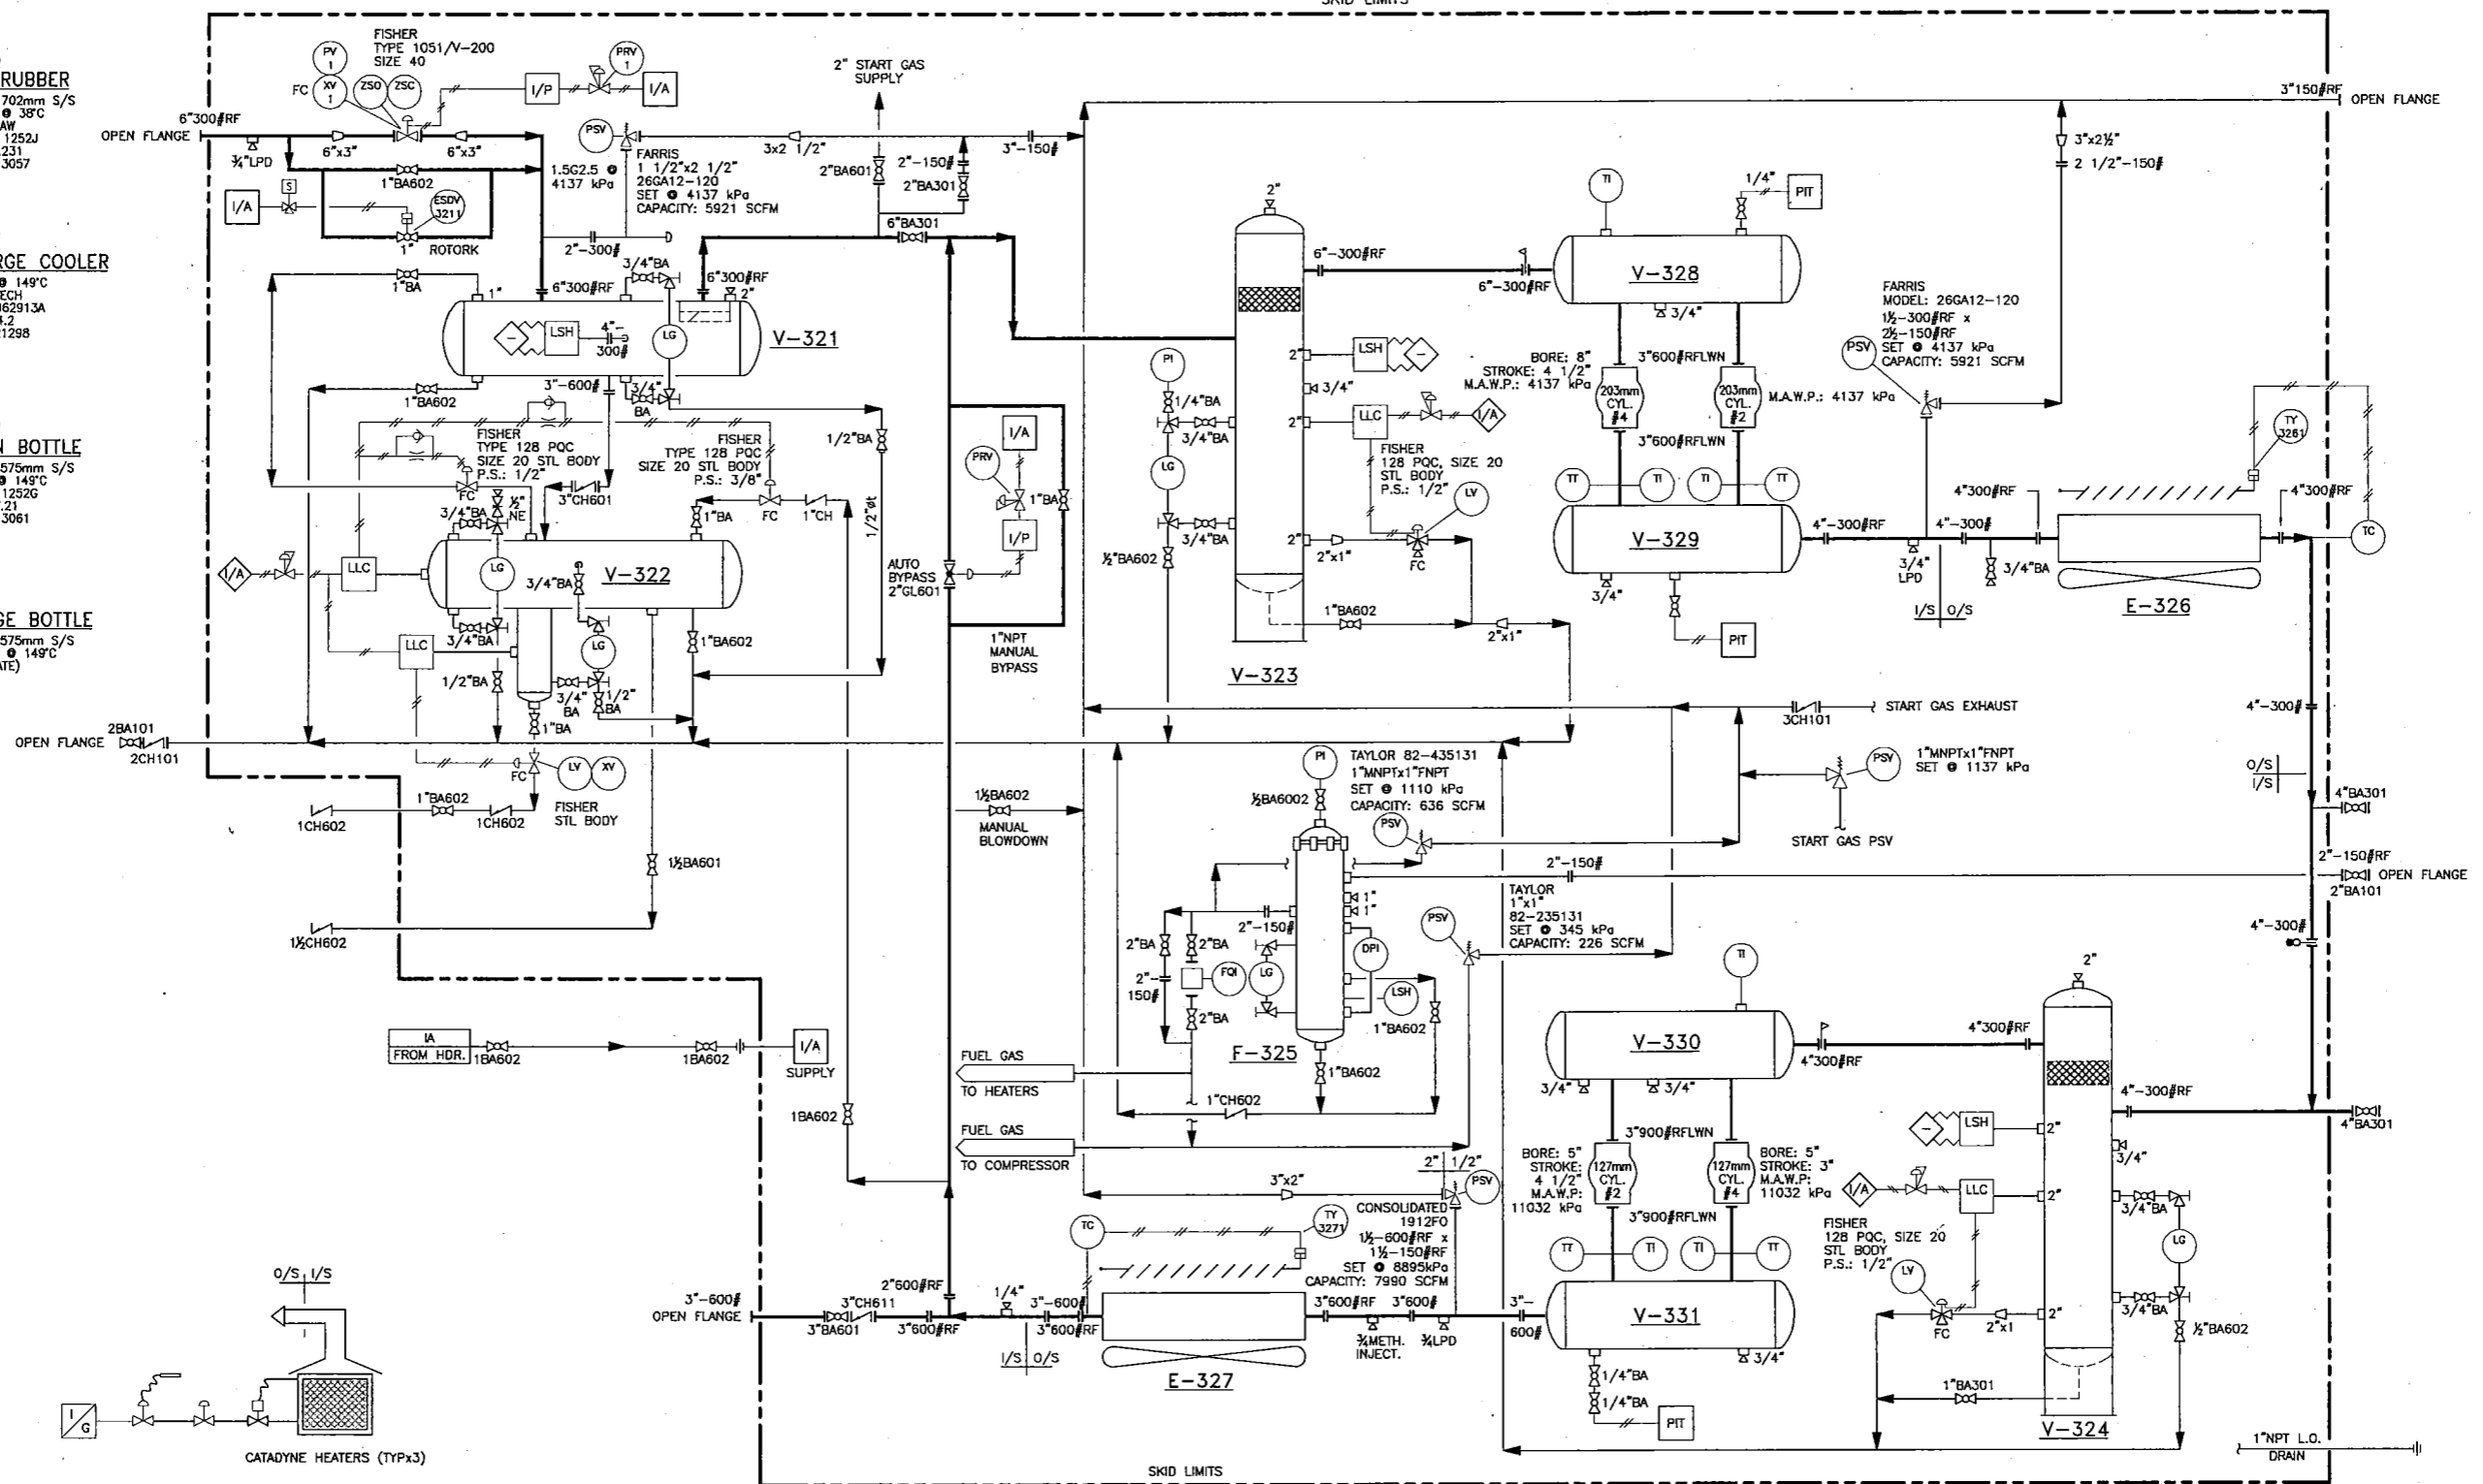 SKID LIMITS
RUBBER
702mm S/S
@ 38°C
AW
1252J
.231
3057
RGE COOLER
@ 149°C
ECH
162913A
4.2
21298
N BOTTLE
575mm S/S
@ 149°C
1252G
.21
3061
GE BOTTLE
575mm S/S
@ 149°C
ATE)
FISHER
TYPE 1051/V-200
SIZE 40
PV
1
XV
1
FC
ZSO
ZSC
I/P
PRV
1
I/A
6"300#RF
OPEN FLANGE
3/4"LPD
6"x3"
6"x3"
1"BA602
I/A
S
ESDV
3211
1"
ROTORK
PSV
1.5G2.5 @
4137 kPa
FARRIS
1 1/2"x2 1/2"
26GA12-120
SET @ 4137 kPa
CAPACITY: 5921 SCFM
3x2 1/2"
2" START GAS
SUPPLY
2"BA601
2"-150#
2"BA301
3"-150#
6"BA301
2"-300#
3/4"BA
6"300#RF
6"300#RF
2"
1"BA
1"
LSH
4"-
300#
LG
V-321
1"BA602
3"-600#
3/4"
BA
FISHER
TYPE 128 PQC
SIZE 20 STL BODY
P.S.: 1/2"
FC
FISHER
TYPE 128 PQC
SIZE 20 STL BODY
P.S.: 3/8"
1/2"BA
1/2"øt
3"CH601
1/2"
NE
3/4"BA
1"BA
FC
1"CH
I/A
LLC
LG
V-322
3/4"BA
3/4"BA
LLC
LG
1"BA602
1/2"BA
3/4"
BA
1/2"
BA
1"BA
2BA101
OPEN FLANGE
2CH101
FC
LV
XV
FISHER
STL BODY
1"BA602
1CH602
1CH602
1½BA601
1½CH602
IA
FROM HDR.
1BA602
1BA602
I/A
SUPPLY
1BA602
AUTO
BYPASS
2"GL601
PRV
I/A
I/P
1"BA
1"NPT
MANUAL
BYPASS
1½BA602
MANUAL
BLOWDOWN
2"
V-323
PI
1/4"BA
3/4"BA
LG
3/4"BA
½"BA602
2"
LSH
3/4"
2"
LLC
I/A
FISHER
128 PQC, SIZE 20
STL BODY
P.S.: 1/2"
LV
2"
2"x1"
FC
1"BA602
2"x1"
6"-300#RF
6"-300#RF
TI
1/4"
PIT
V-328
3/4"
BORE: 8"
STROKE: 4 1/2"
M.A.W.P.: 4137 kPa
3"600#RFLWN
203mm
CYL.
#4
203mm
CYL.
#2
M.A.W.P.: 4137 kPa
3"600#RFLWN
TT
TI
TI
TT
V-329
3/4"
PIT
FARRIS
MODEL: 26GA12-120
1½-300#RF x
2½-150#RF
SET @ 4137 kPa
CAPACITY: 5921 SCFM
PSV
3"150#RF
OPEN FLANGE
3"x2½"
2 1/2"-150#
4"-300#RF
4"-300#
3/4"
LPD
I/S
O/S
3/4"BA
4"300#RF
4"300#RF
TY
3261
TC
E-326
START GAS EXHAUST
3CH101
PSV
1"MNPTx1"FNPT
SET @ 1137 kPa
START GAS PSV
4"-300#
O/S
I/S
4"BA301
2"-150#RF
OPEN FLANGE
2"BA101
4"-300#
PI
TAYLOR 82-435131
1"MNPTx1"FNPT
SET @ 1110 kPa
CAPACITY: 636 SCFM
½BA6002
PSV
2"-150#
TAYLOR
1"x1"
82-235131
SET @ 345 kPa
CAPACITY: 226 SCFM
PSV
1"
1"
2"-150#
2"BA
2"BA
2"-
150#
FQI
2"BA
LG
DPI
LSH
1"BA602
F-325
1"BA602
1"CH602
FUEL GAS
TO HEATERS
FUEL GAS
TO COMPRESSOR
3"x2"
2"
1/2"
PSV
CONSOLIDATED
1912FO
1½-600#RF x
1½-150#RF
SET @ 8895kPa
CAPACITY: 7990 SCFM
TC
TY
3271
3"-600#
OPEN FLANGE
3"BA601
3"CH611
2"600#RF
3"600#RF
1/4"
3"-600#
3"600#RF
I/S
O/S
E-327
3"600#RF
3"600#
¾METH.
INJECT.
¾LPD
3"-
600#
TI
V-330
3/4"
3/4"
4"300#RF
4"300#RF
BORE: 5"
STROKE:
4 1/2"
M.A.W.P:
11032 kPa
3"900#RFLWN
127mm
CYL.
#2
127mm
CYL.
#4
BORE: 5"
STROKE: 3"
M.A.W.P:
11032 kPa
3"900#RFLWN
TT
TI
TI
TT
V-331
3/4"
1/4"BA
1/4"BA
PIT
2"
4"-300#RF
4"BA301
LSH
2"
3/4"
I/A
LLC
2"
3/4"BA
LG
FISHER
128 PQC, SIZE 20
STL BODY
P.S.: 1/2"
LV
FC
2"x1
2"
3/4"BA
½"BA602
1"BA301
V-324
1"NPT L.O.
DRAIN
O/S
I/S
I/G
CATADYNE HEATERS (TYPx3)
SKID LIMITS